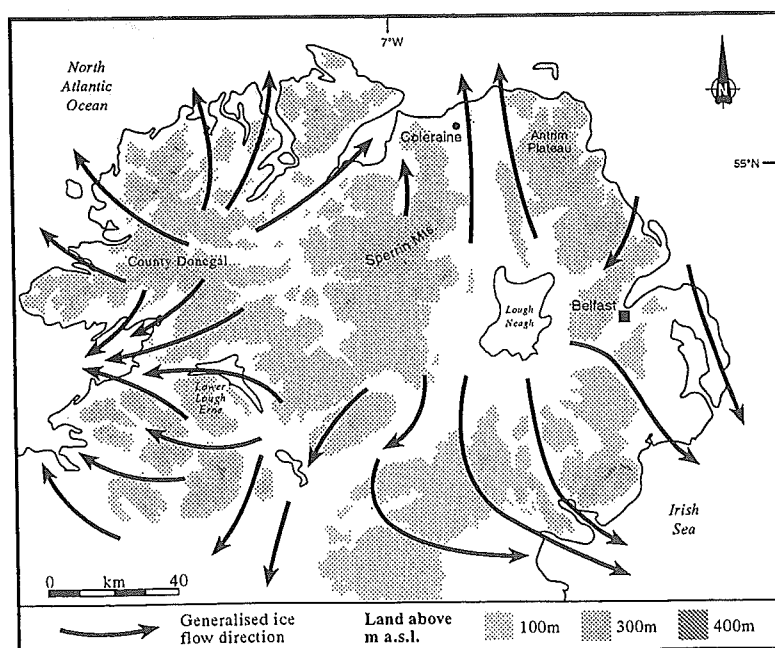 7°W
North
Atlantic
Ocean
N
Coleraine
Antrim
Plateau
55°N
Sperrin Mts
County Donegal
Lough
Neagh
Belfast
Lower
Lough
Erne
Irish
Sea
0 km 40
Generalised ice
flow direction
Land above
m a.s.l.
100m
300m
400m